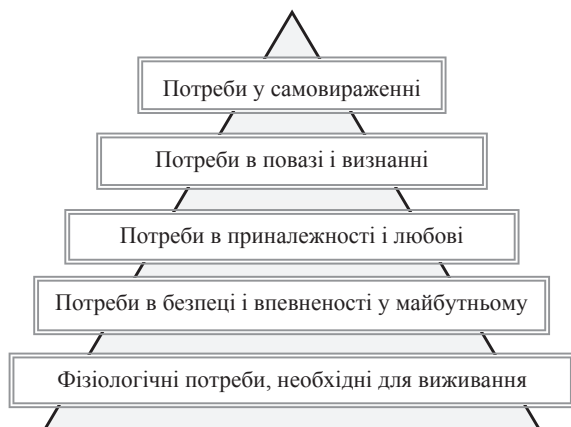 Потреби у самовираженні
Потреби в повазі і визнанні
Потреби в приналежності і любові
Потреби в безпеці і впевненості у майбутньому
Фізіологічні потреби, необхідні для виживання